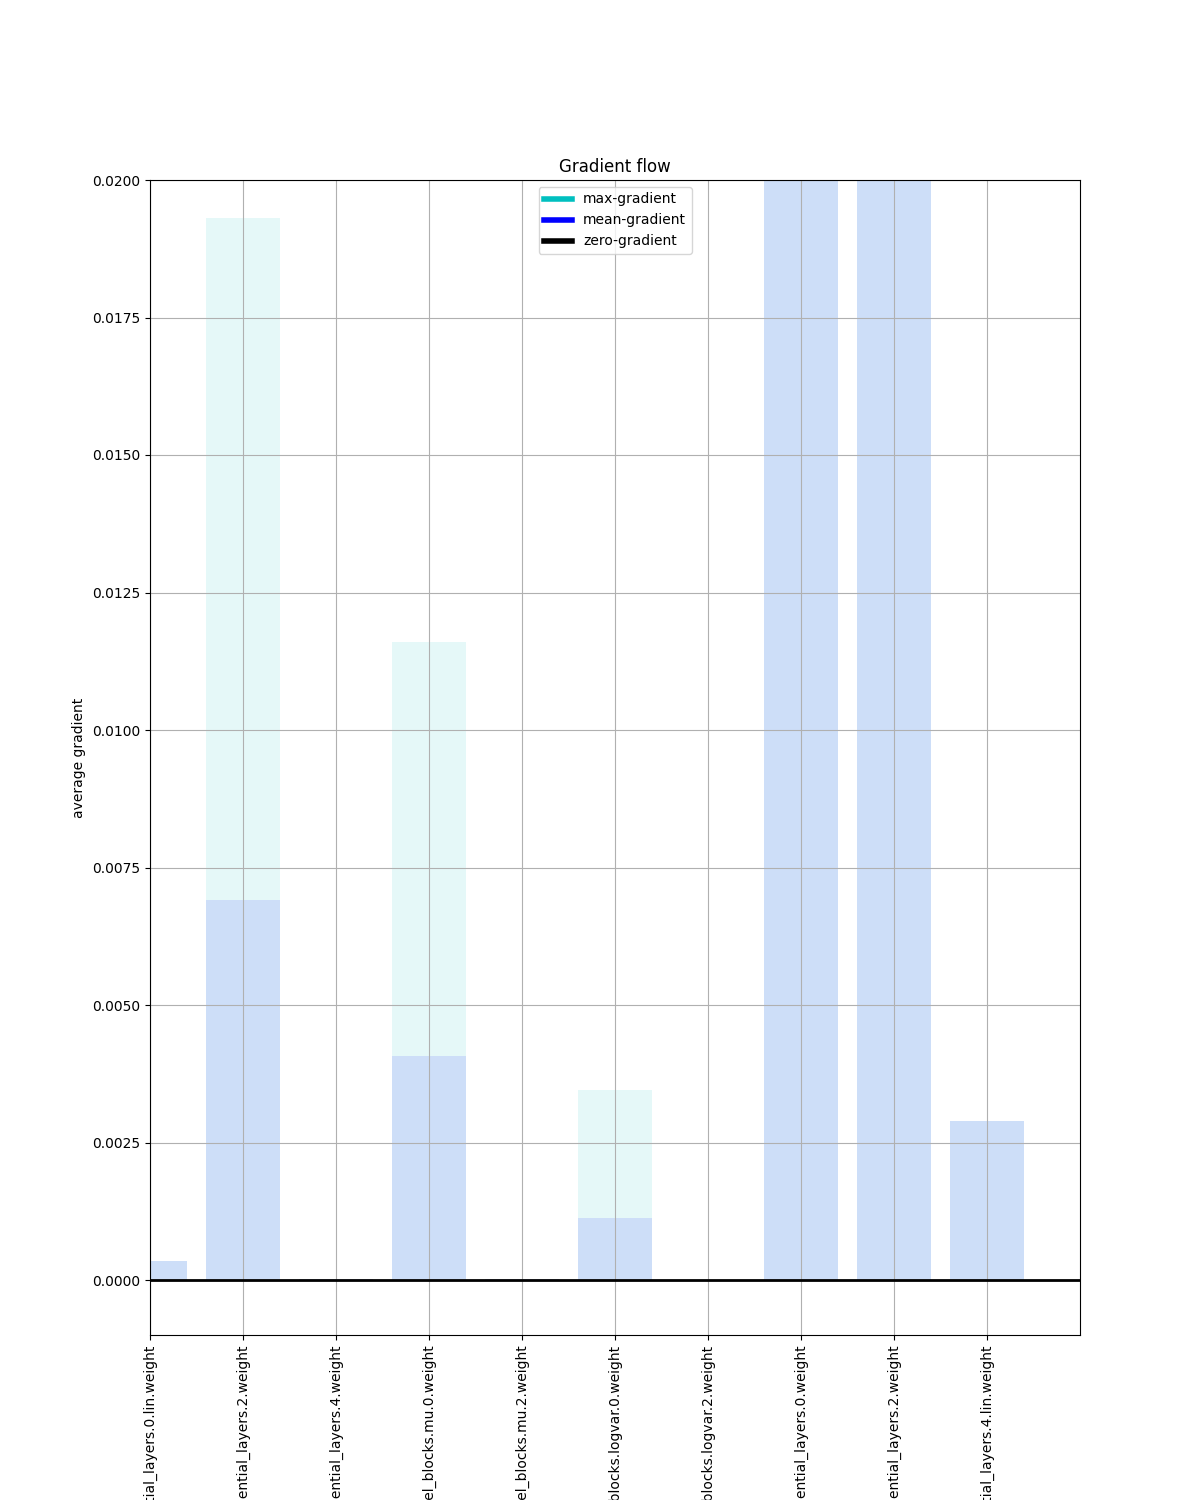 Gradient flow
max-gradient
mean-gradient
zero-gradient
0.0200
0.0175
0.0150
0.0125
0.0100
0.0075
0.0050
0.0025
0.0000
average gradient
tial_layers.0.lin.weight
ential_layers.2.weight
ential_layers.4.weight
el_blocks.mu.0.weight
el_blocks.mu.2.weight
blocks.logvar.0.weight
blocks.logvar.2.weight
ential_layers.0.weight
ential_layers.2.weight
tial_layers.4.lin.weight